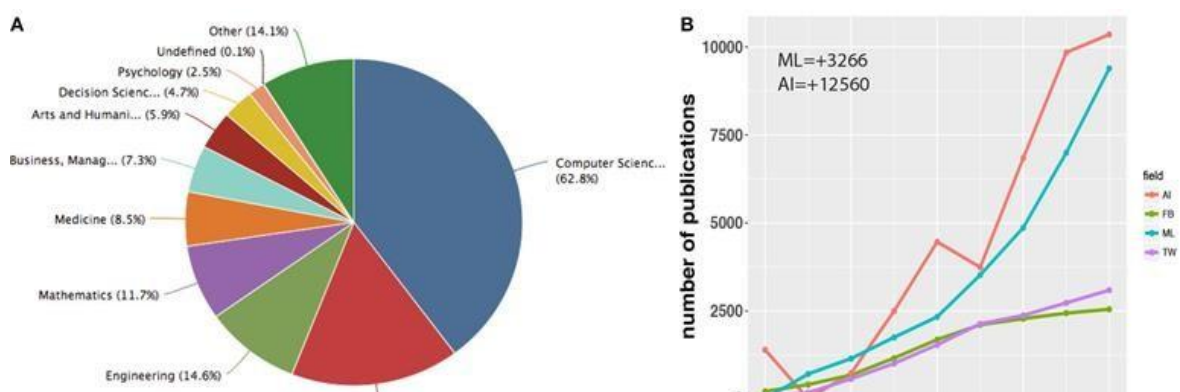 A
Other (14.1%)
Undefined (0.1%)
Psychology (2.5%)
Decision Scienc... (4.7%)
Arts and Humani... (5.9%)
Business, Manag... (7.3%)
Medicine (8.5%)
Mathematics (11.7%)
Engineering (14.6%)
Computer Scienc...
(62.8%)
B
ML=+3266
AI=+12560
number of publications
10000
7500
5000
2500
field
AI
FB
ML
TW